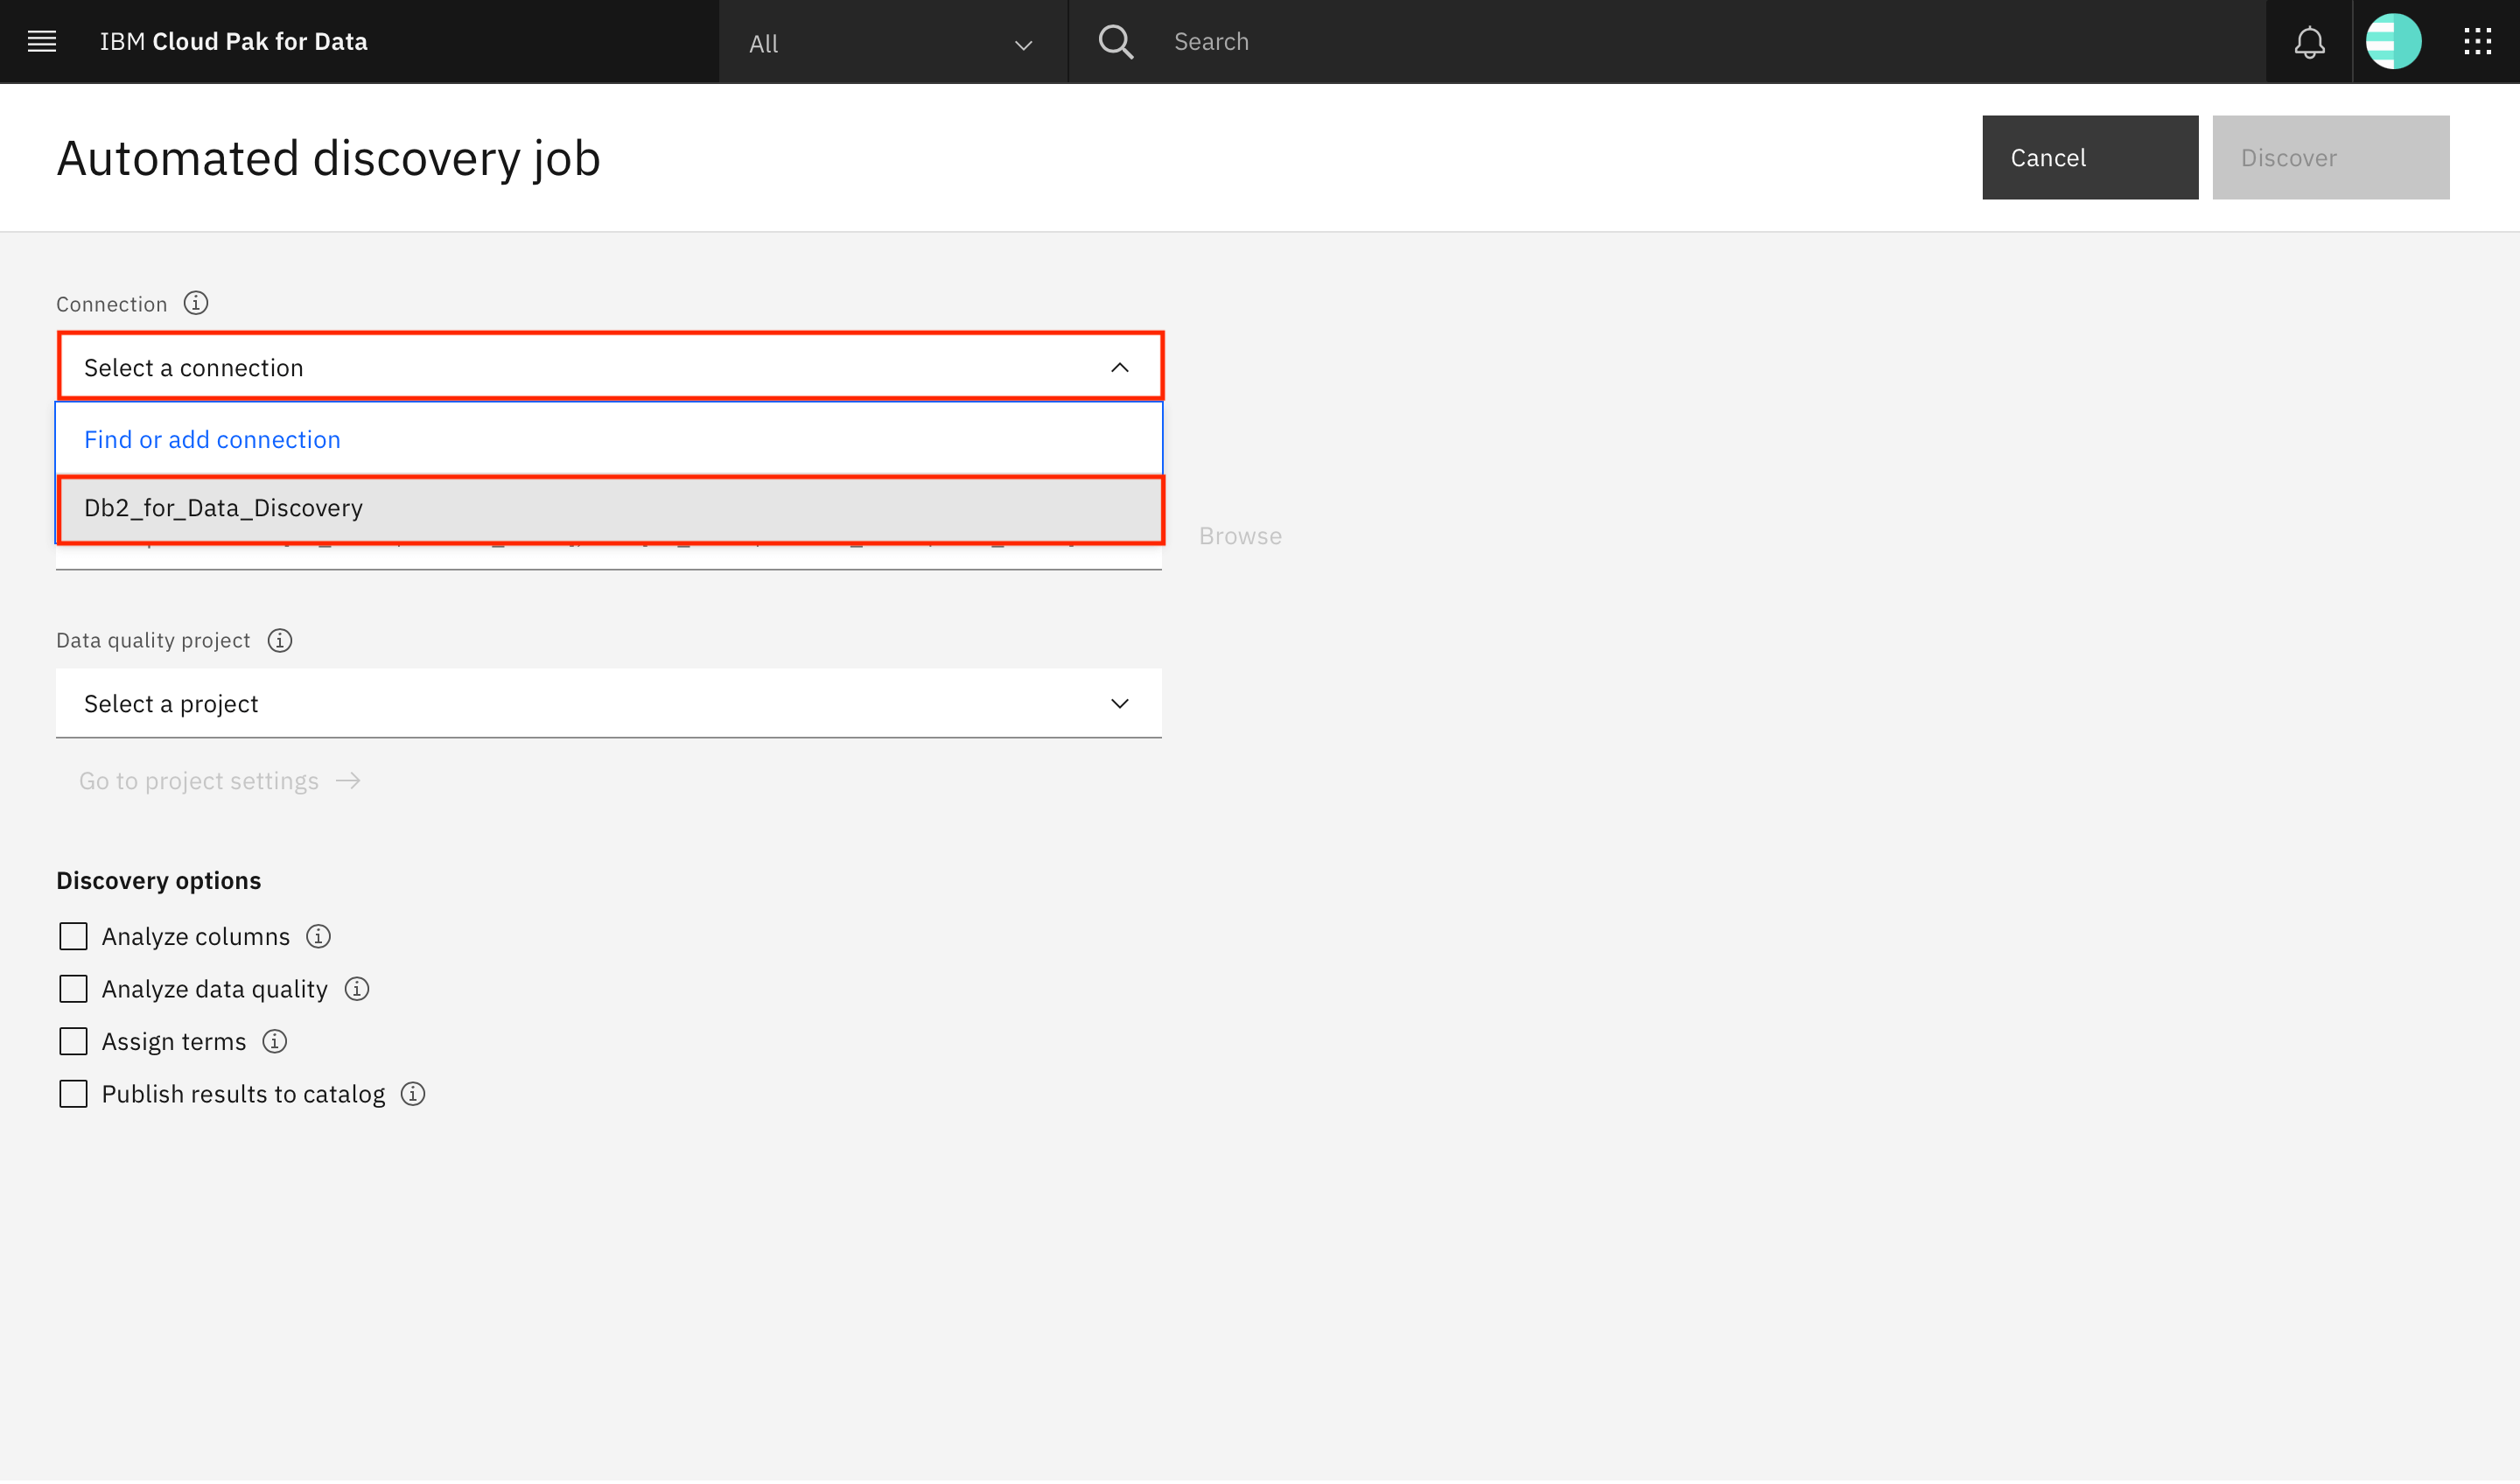 IBM Cloud Pak for Data
All
Search
Automated discovery job
Cancel
Discover
Connection
Select a connection
Find or add connection
Db2_for_Data_Discovery
Browse
Data quality project
Select a project
Go to project settings
Discovery options
Analyze columns
Analyze data quality
Assign terms
Publish results to catalog